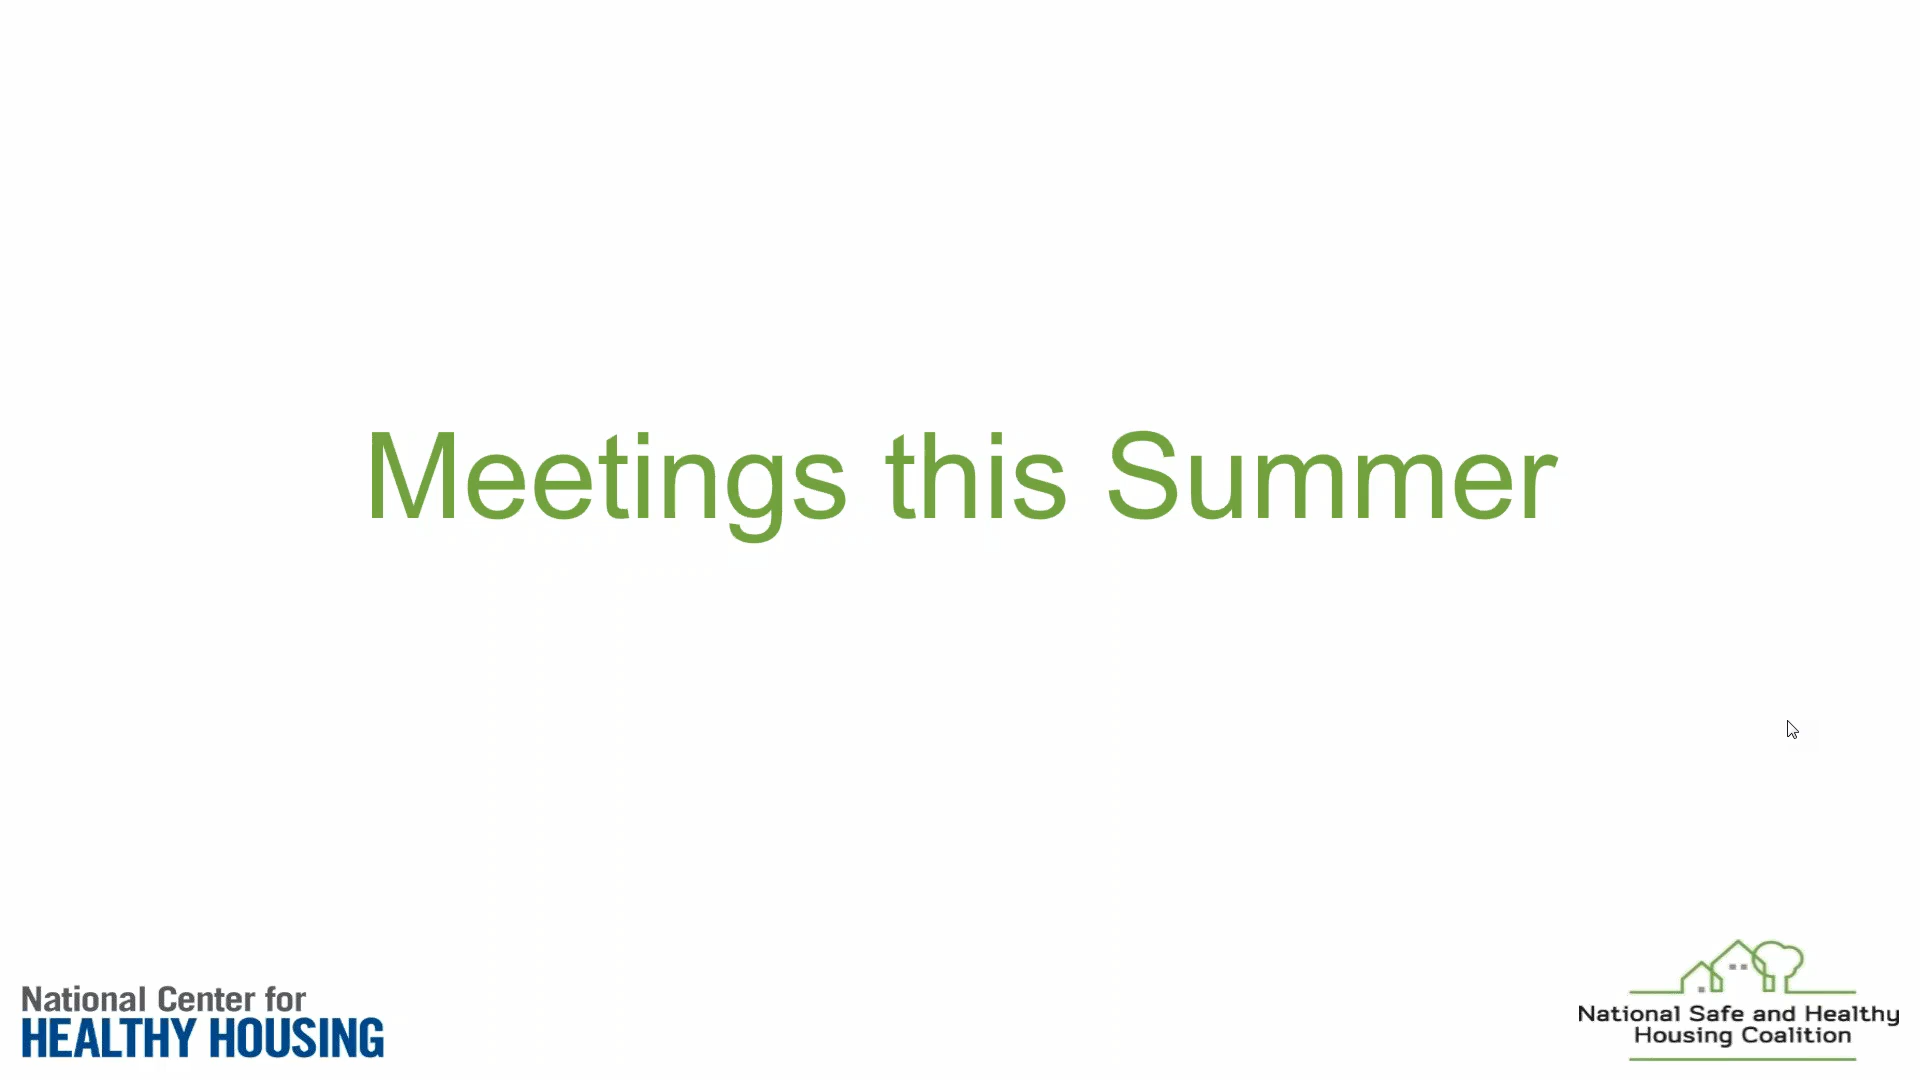 Meetings this Summer
National Center for
HEALTHY HOUSING
National Safe and Healthy
Housing Coalition